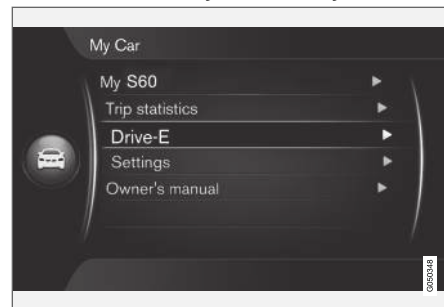 My Car
My S60
Trip statistics
Drive-E
Settings
Owner's manual
G050348